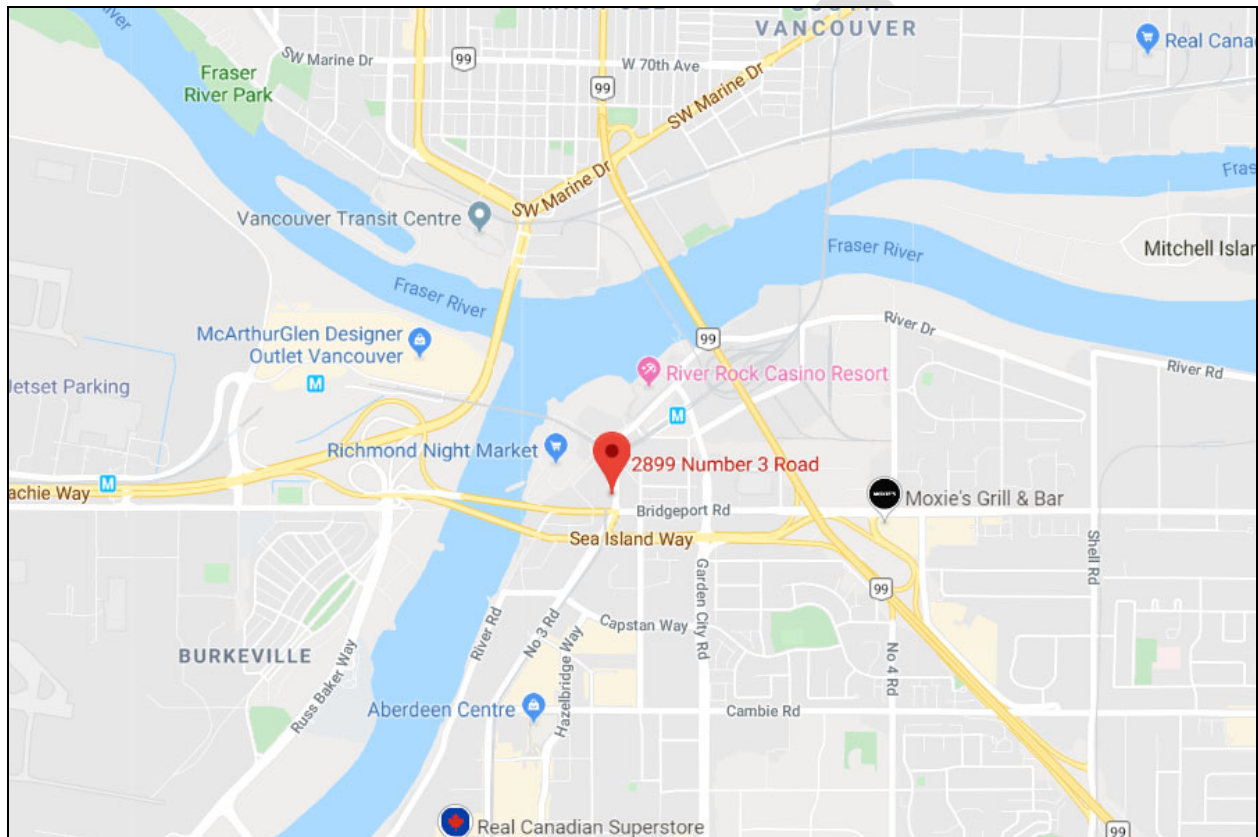 VANCOUVER
Real Cana
River
SW Marine Dr
99
W 70th Ave
99
SW Marine Dr
Fraser
River Park
SW Marine Dr
Fras
Vancouver Transit Centre
Fraser River
Mitchell Islan
Fraser River
McArthurGlen Designer
Outlet Vancouver
River Dr
99
River Rock Casino Resort
River Rd
Jetset Parking
M
M
Richmond Night Market
2899 Number 3 Road
M
achie Way
Moxie's Grill & Bar
MOXIE'S
Bridgeport Rd
Sea Island Way
Shell Rd
Garden City Rd
99
River Rd
No 3 Rd
Capstan Way
Hazelbridge Way
No 4 Rd
BURKEVILLE
Russ Baker Way
Aberdeen Centre
Cambie Rd
Real Canadian Superstore
99